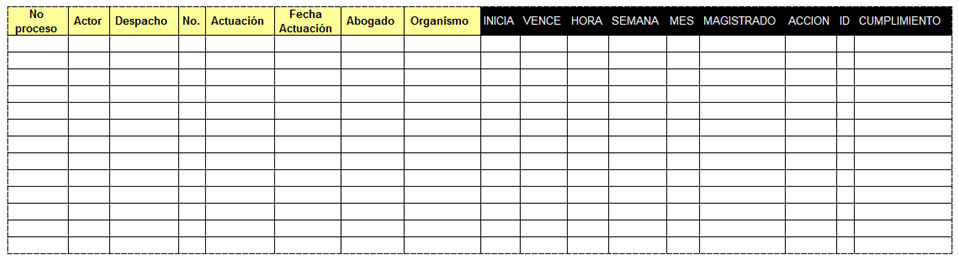 No proceso Actor Despacho No. Actuación Fecha Actuación Abogado Organismo INICIA VENCE HORA SEMANA MES MAGISTRADO ACCION ID CUMPLIMIENTO